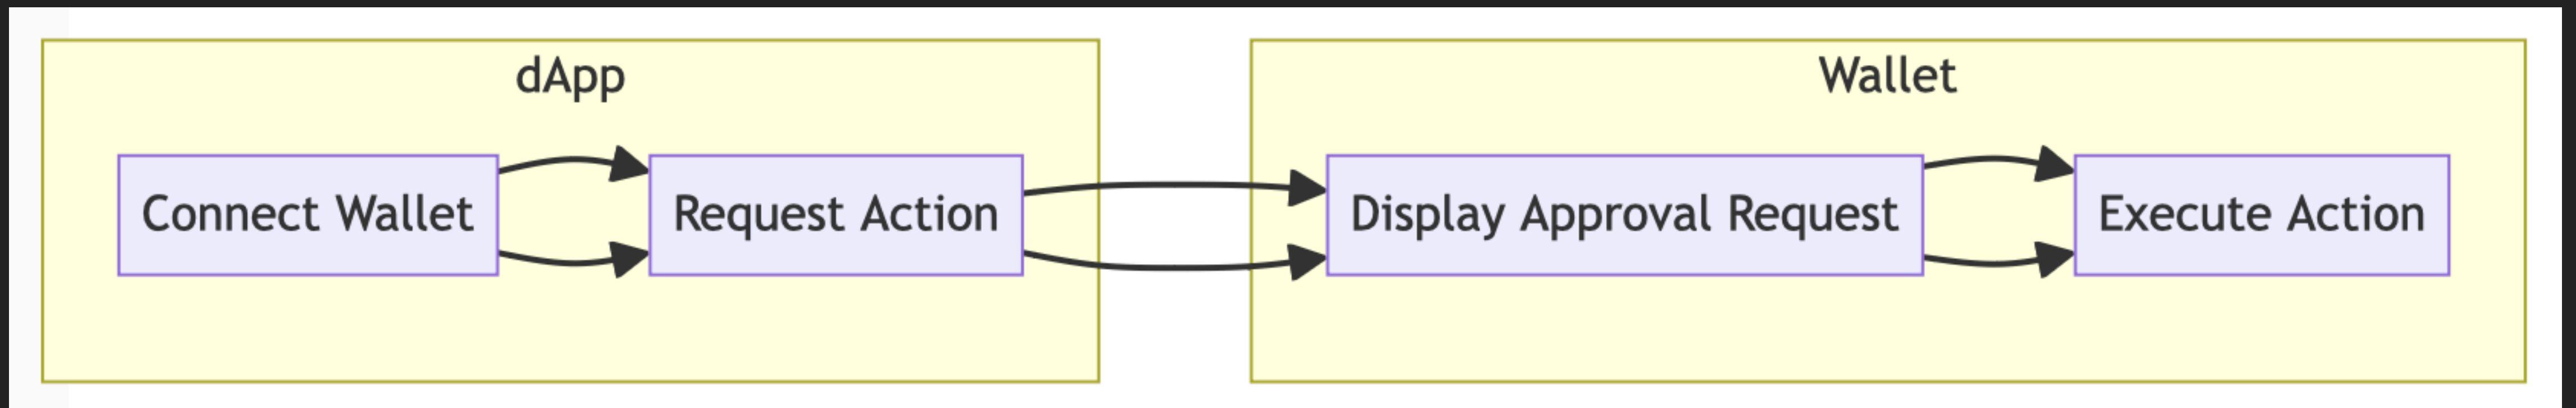 dApp
Connect Wallet
Request Action
Wallet
Display Approval Request
Execute Action